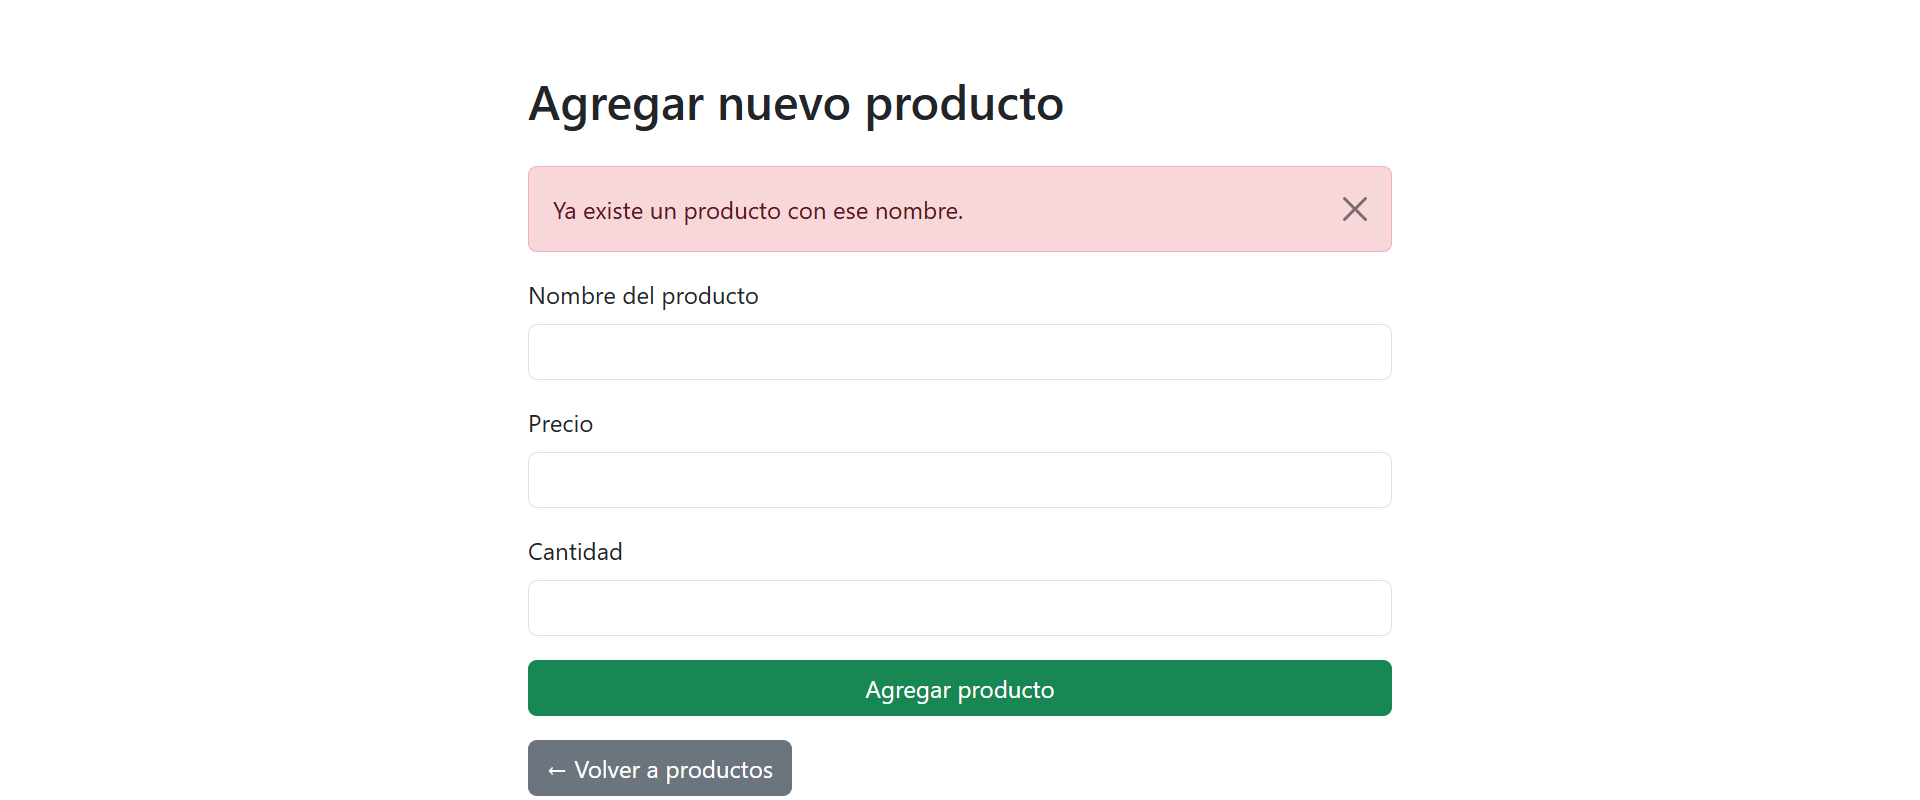 Agregar nuevo producto
Ya existe un producto con ese nombre.
Nombre del producto
Precio
Cantidad
Agregar producto
← Volver a productos